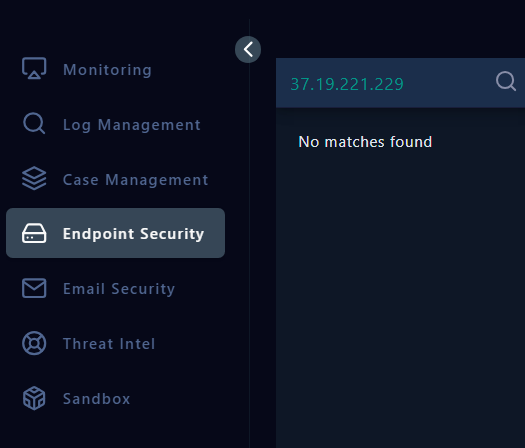 Monitoring
Log Management
Case Management
Endpoint Security
Email Security
Threat Intel
Sandbox
37.19.221.229
No matches found